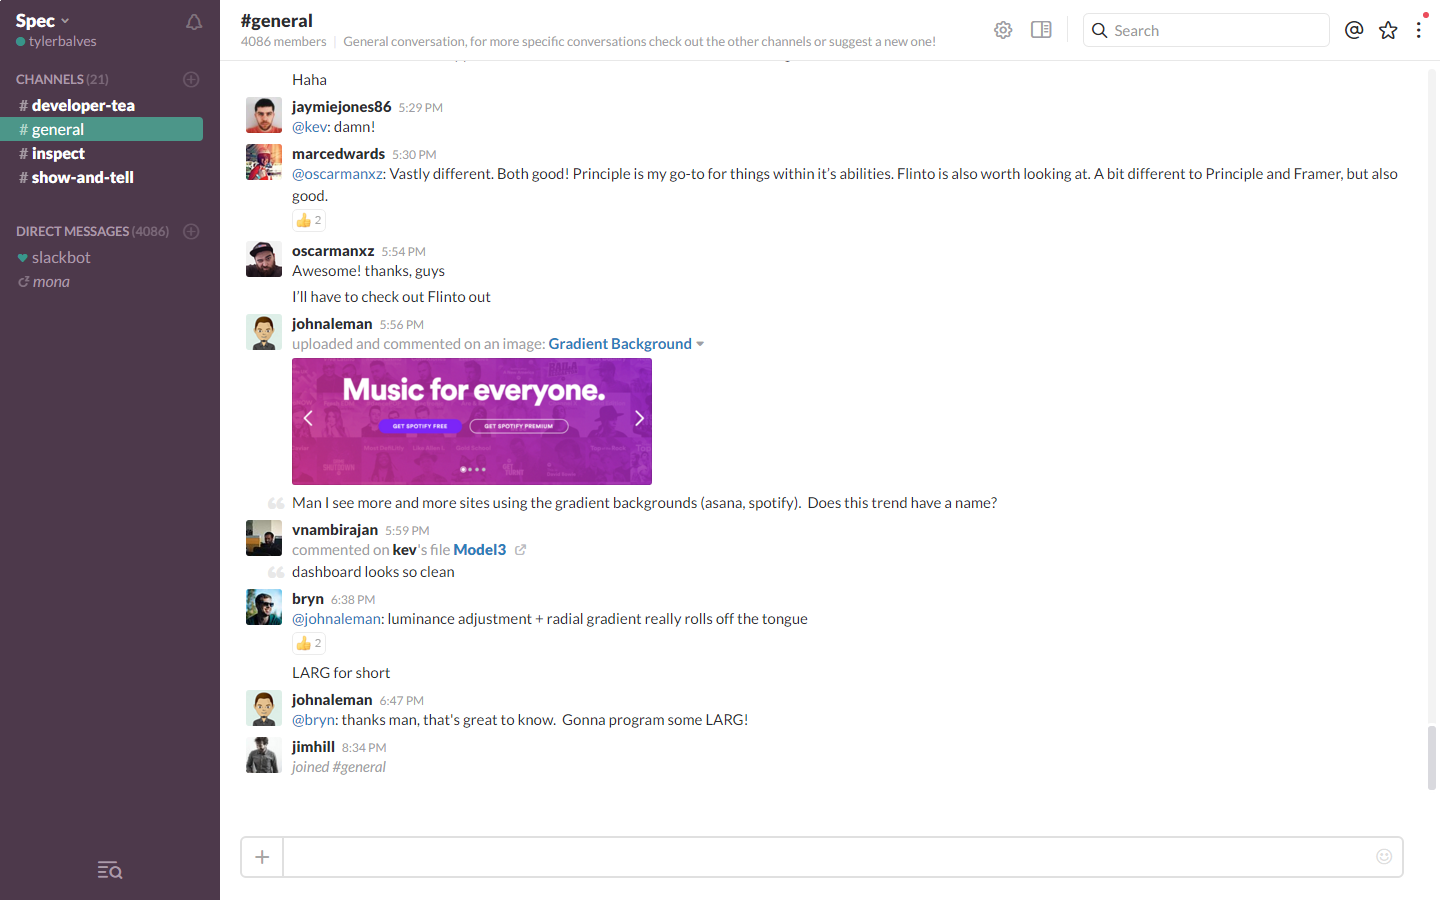 Spec
tylerbalves
CHANNELS (21)
# developer-tea
# general
# inspect
# show-and-tell
DIRECT MESSAGES (4086)
slackbot
mona
#general
4086 members | General conversation, for more specific conversations check out the other channels or suggest a new one!
Search
Haha
jaymiejones86 5:29 PM
@kev: damn!
marcedwards 5:30 PM
@oscarmanxz: Vastly different. Both good! Principle is my go-to for things within it’s abilities. Flinto is also worth looking at. A bit different to Principle and Framer, but also
good.
👍 2
oscarmanxz 5:54 PM
Awesome! thanks, guys
I’ll have to check out Flinto out
johnaleman 5:56 PM
uploaded and commented on an image: Gradient Background
Music for everyone.
GET SPOTIFY FREE
GET SPOTIFY PREMIUM
Man I see more and more sites using the gradient backgrounds (asana, spotify).  Does this trend have a name?
vnambirajan 5:59 PM
commented on kev’s file Model3
dashboard looks so clean
bryn 6:38 PM
@johnaleman: luminance adjustment + radial gradient really rolls off the tongue
👍 2
LARG for short
johnaleman 6:47 PM
@bryn: thanks man, that's great to know.  Gonna program some LARG!
jimhill 8:34 PM
joined #general